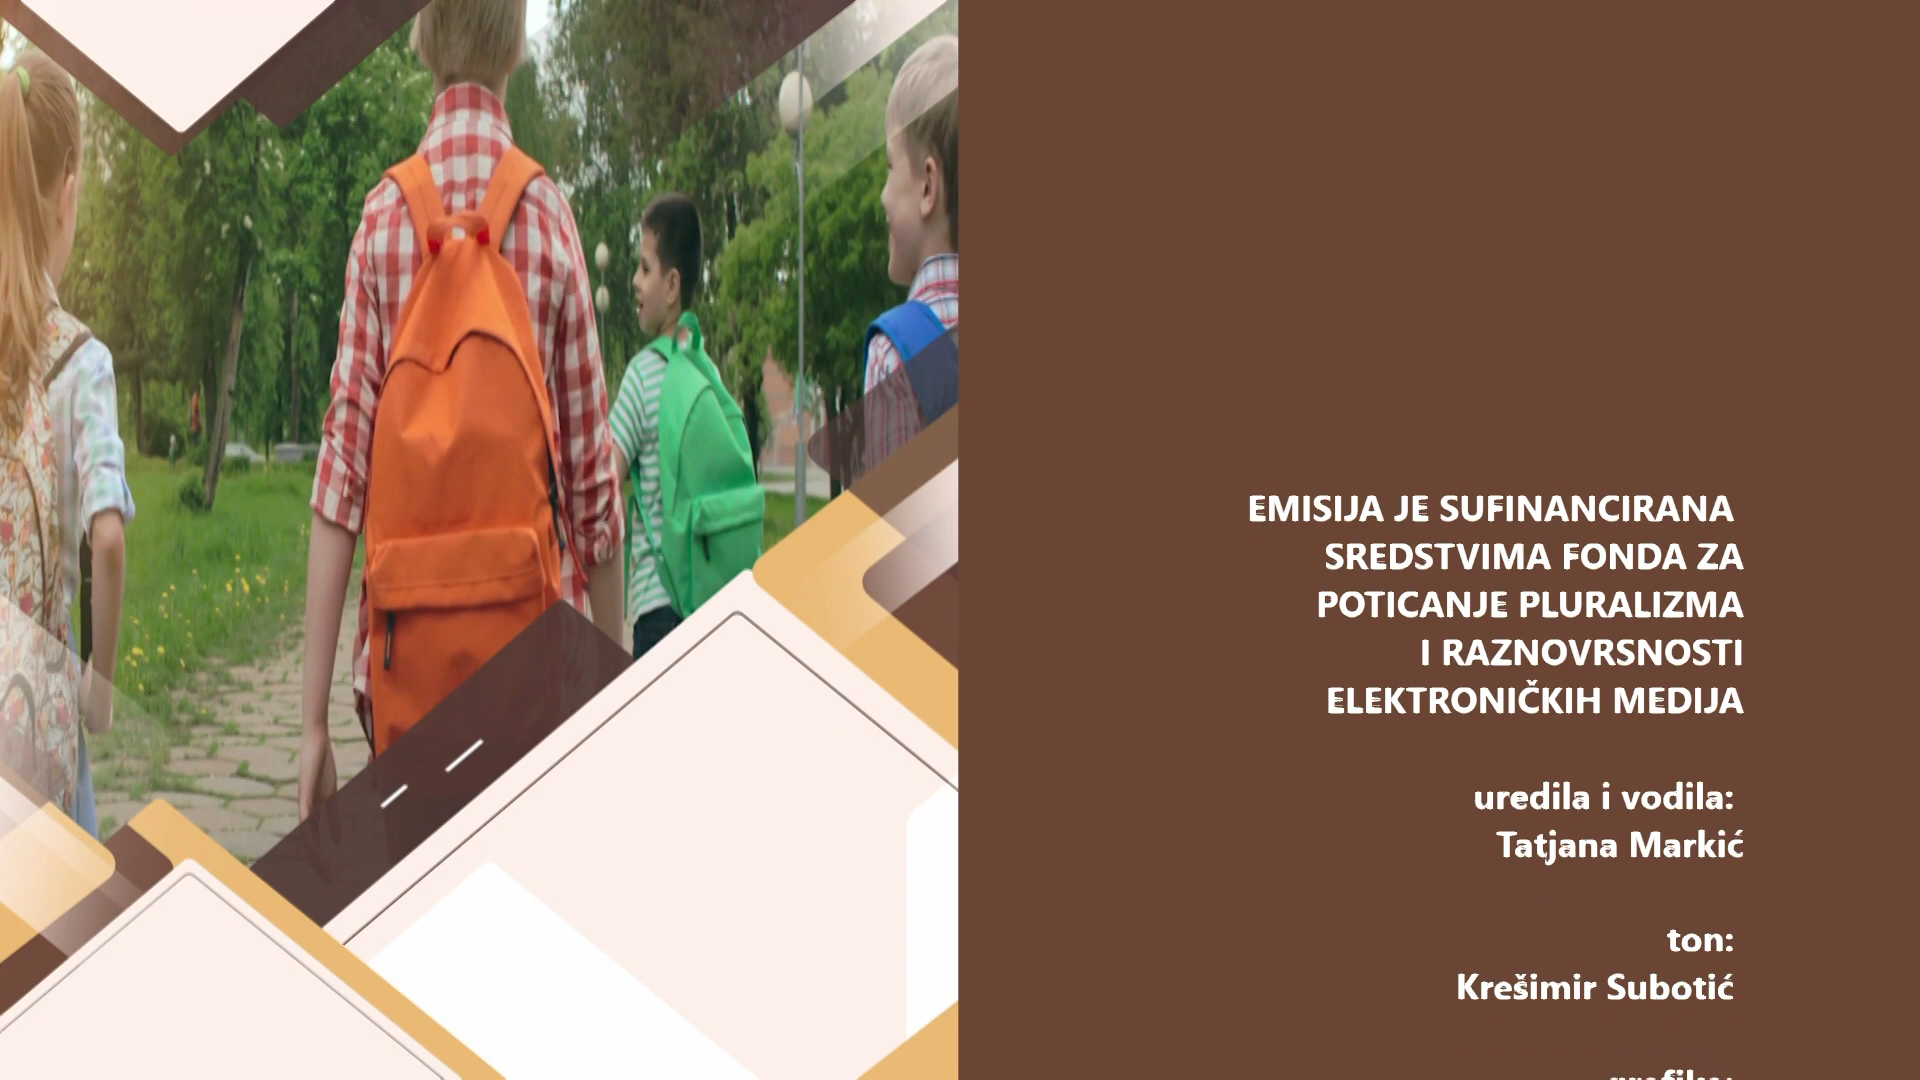 EMISIJA JE SUFINANCIRANA
SREDSTVIMA FONDA ZA
POTICANJE PLURALIZMA
I RAZNOVRSNOSTI
ELEKTRONIČKIH MEDIJA
uredila i vodila:
Tatjana Markić
ton:
Krešimir Subotić